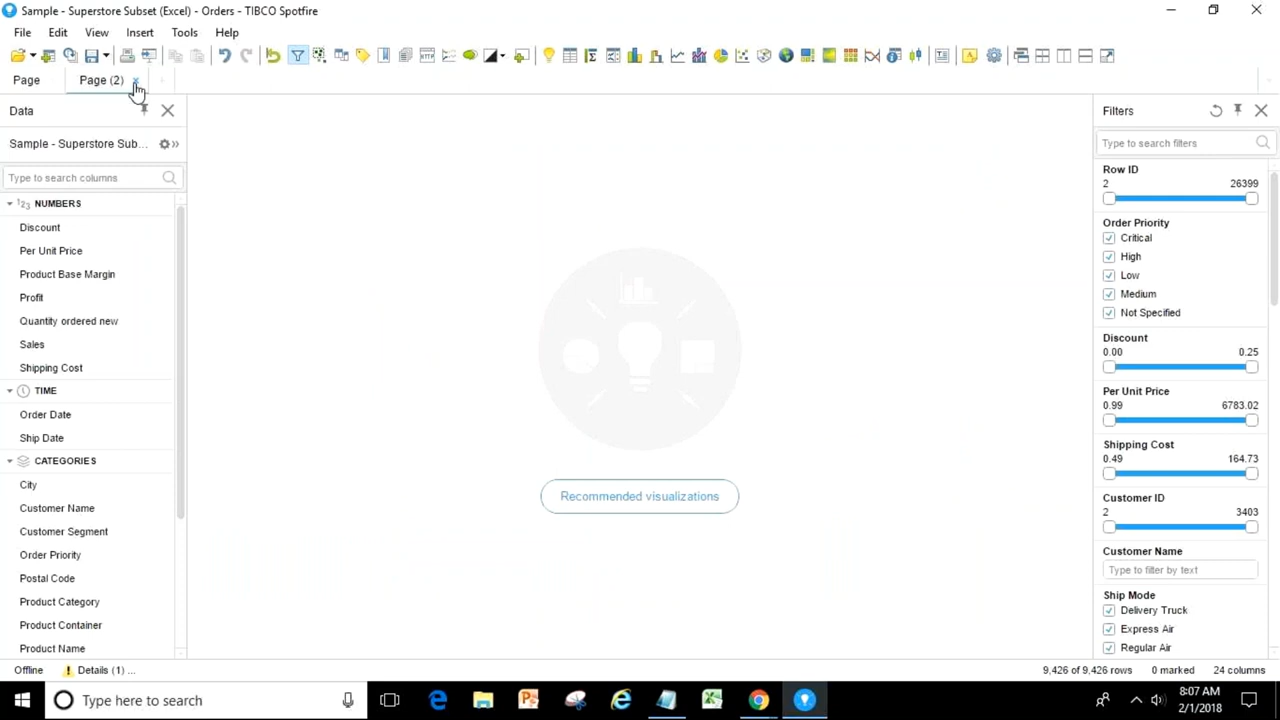 Sample - Superstore Subset (Excel) - Orders - TIBCO Spotfire
File Edit View Insert Tools Help
Page Page (2)
Data
Sample - Superstore Sub...
Type to search columns
NUMBERS
Discount
Per Unit Price
Product Base Margin
Profit
Quantity ordered new
Sales
Shipping Cost
TIME
Order Date
Ship Date
CATEGORIES
City
Customer Name
Customer Segment
Order Priority
Postal Code
Product Category
Product Container
Product Name
Recommended visualizations
Filters
Type to search filters
Row ID
2 26399
Order Priority
Critical
High
Low
Medium
Not Specified
Discount
0.00 0.25
Per Unit Price
0.99 6783.02
Shipping Cost
0.49 164.73
Customer ID
2 3403
Customer Name
Type to filter by text
Ship Mode
Delivery Truck
Express Air
Regular Air
Offline Details (1) ... 9,426 of 9,426 rows 0 marked 24 columns
Type here to search
8:07 AM
2/1/2018